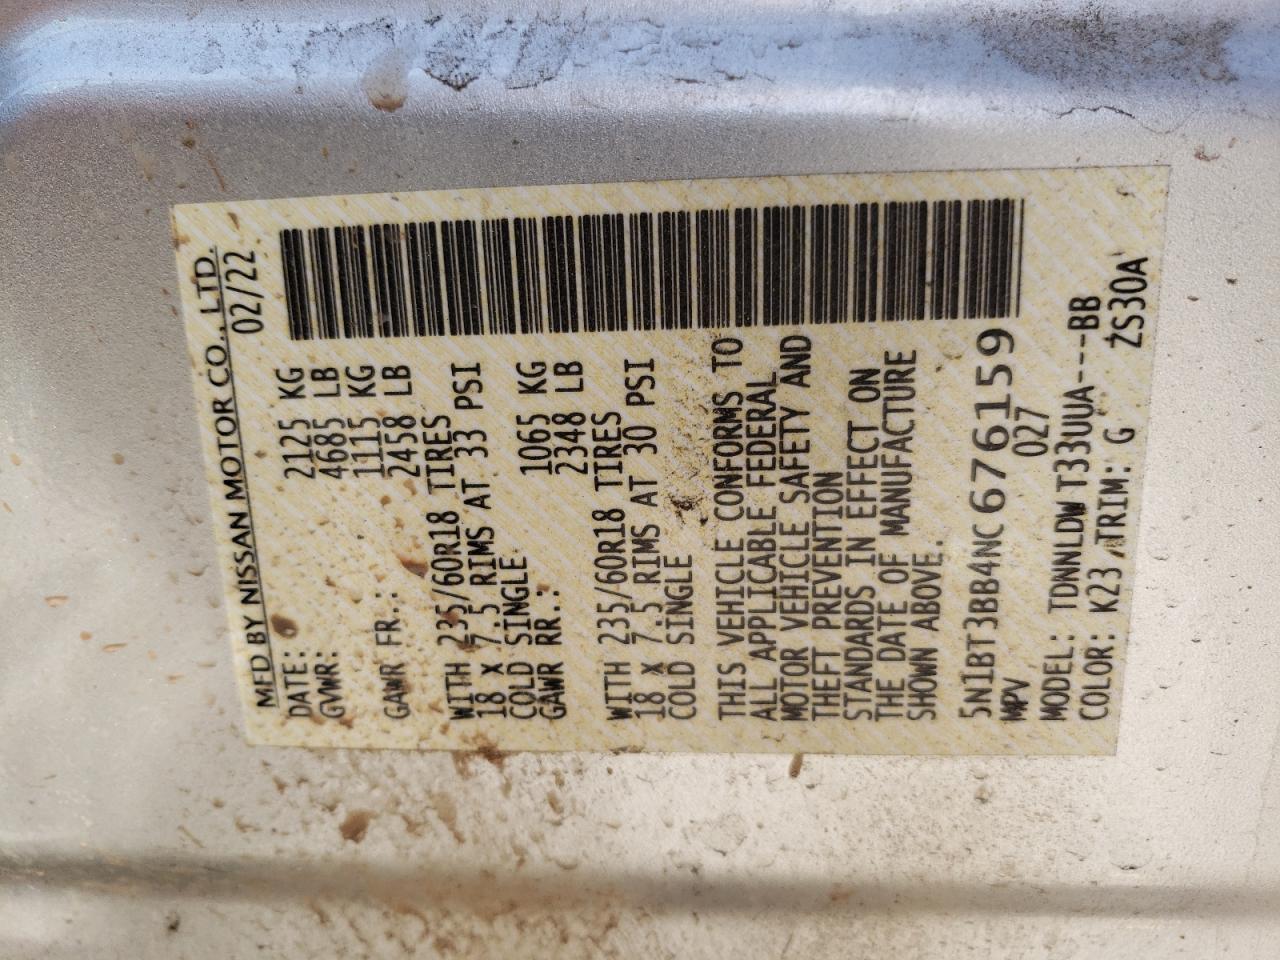 MFD BY NISSAN MOTOR CO., LTD.
DATE: 02/22
GVWR: 2125 KG
4685 LB
1115 KG
GAWR FR.: 2458 LB
WITH 235/60R18 TIRES
18 x 7.5 RIMS AT 33 PSI
COLD SINGLE
GAWR RR.: 1065 KG
2348 LB
WITH 235/60R18 TIRES
18 x 7.5 RIMS AT 30 PSI
COLD SINGLE
THIS VEHICLE CONFORMS TO
ALL APPLICABLE FEDERAL
MOTOR VEHICLE SAFETY AND
THEFT PREVENTION
STANDARDS IN EFFECT ON
THE DATE OF MANUFACTURE
SHOWN ABOVE.
5N1BT3BB4NC676159
MPV 027
MODEL: TDNNLDW T33UUA---BB
COLOR: K23 TRIM: G ZS30A